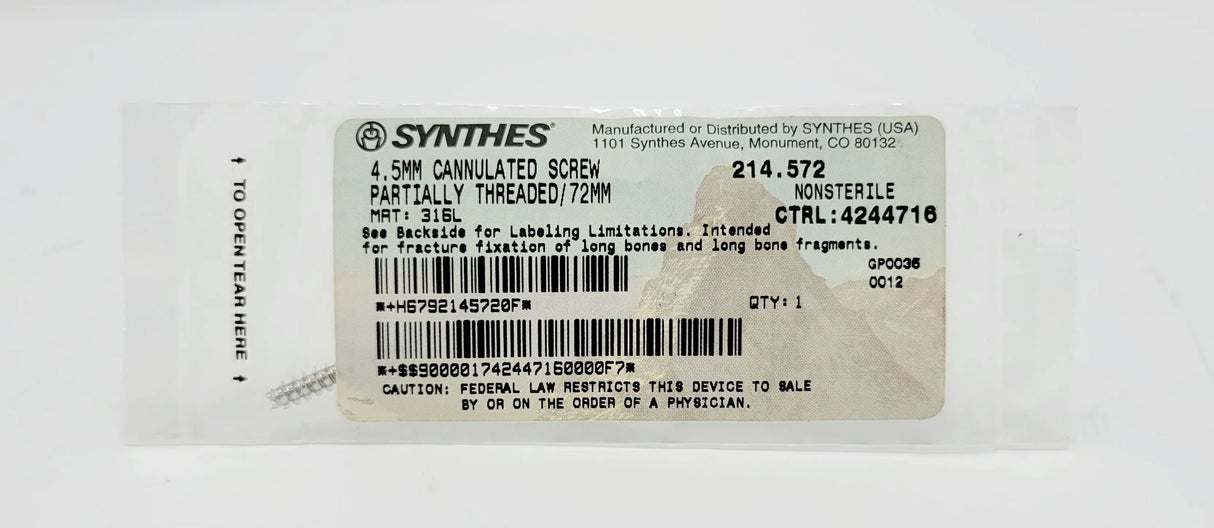 SYNTHES®
Manufactured or Distributed by SYNTHES (USA)
1101 Synthes Avenue, Monument, CO 80132
4.5MM CANNULATED SCREW
214.572
PARTIALLY THREADED/72MM
NONSTERILE
MAT: 316L
CTRL:4244716
See Backside for Labeling Limitations. Intended
for fracture fixation of long bones and long bone fragments.
GP0036
0012
*+H6792145720F*
QTY: 1
*+$$900001742447160000F7*
CAUTION: FEDERAL LAW RESTRICTS THIS DEVICE TO SALE
BY OR ON THE ORDER OF A PHYSICIAN.
TO OPEN TEAR HERE